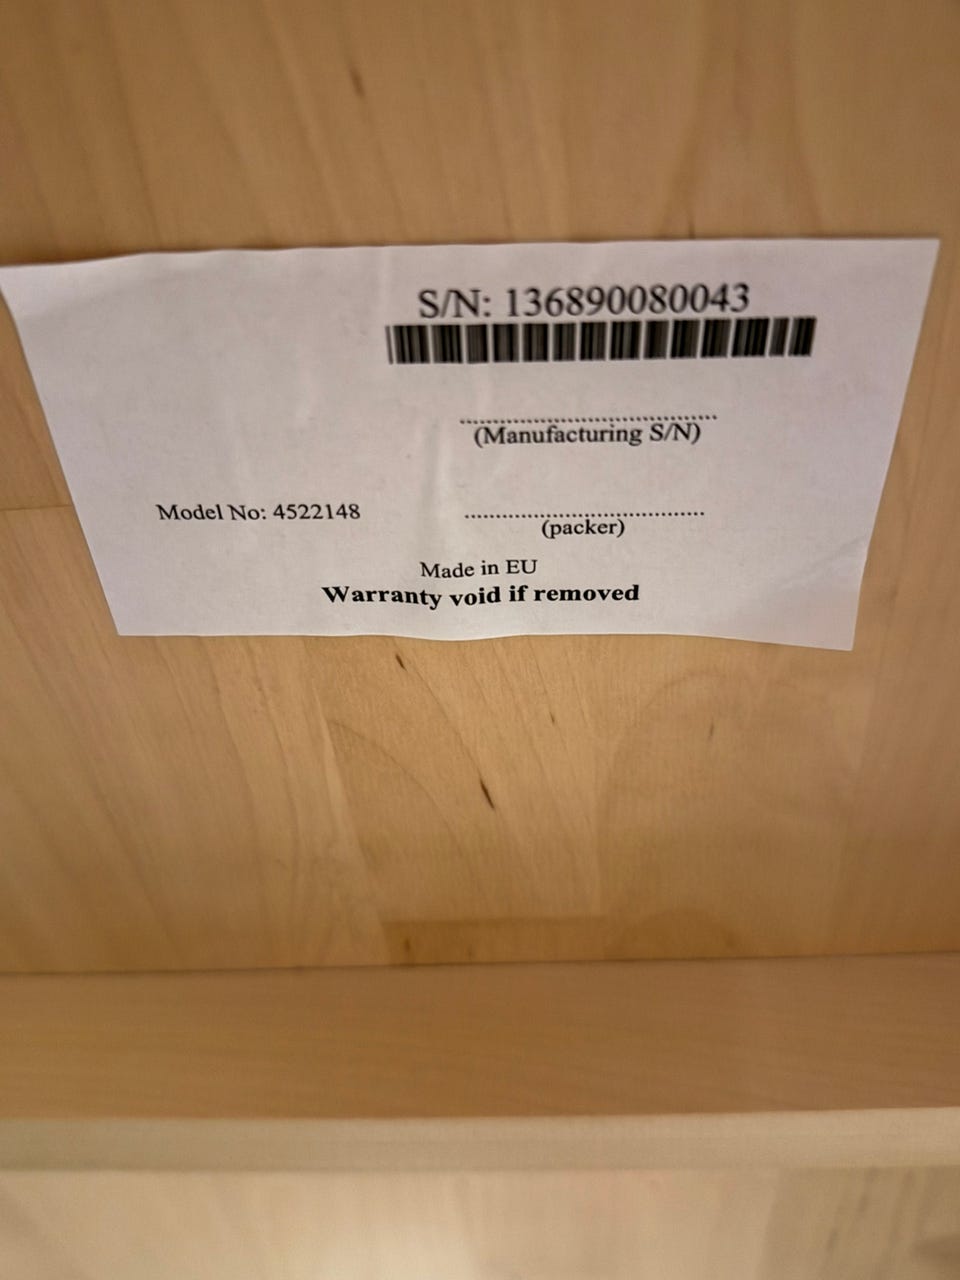 S/N: 136890080043
........................................
(Manufacturing S/N)
Model No: 4522148
........................................
(packer)
Made in EU
Warranty void if removed